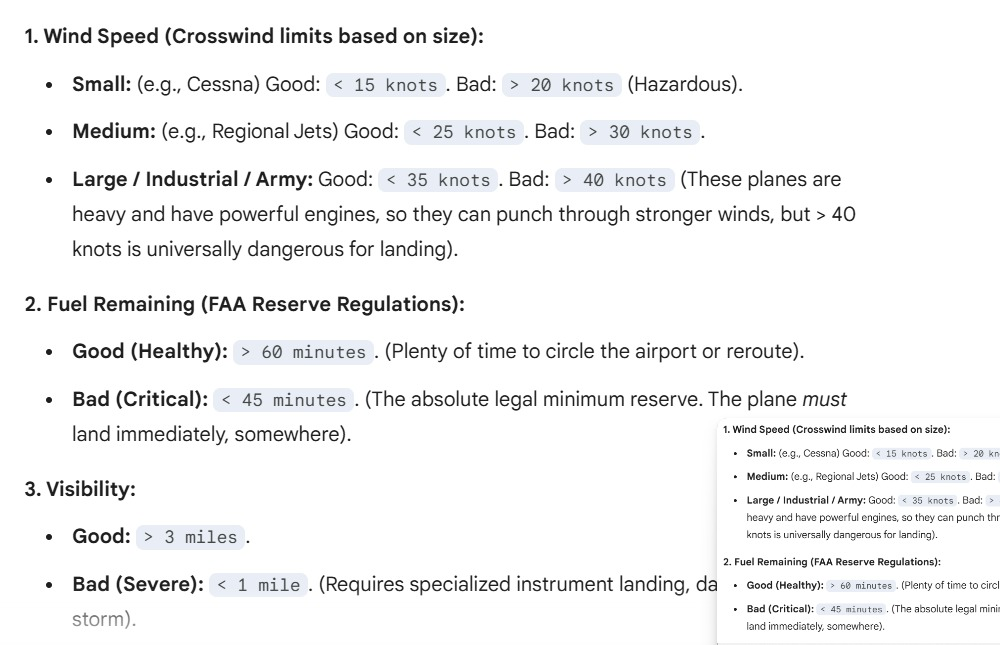 1. Wind Speed (Crosswind limits based on size):
• Small: (e.g., Cessna) Good: < 15 knots . Bad: > 20 knots (Hazardous).
• Medium: (e.g., Regional Jets) Good: < 25 knots . Bad: > 30 knots .
• Large / Industrial / Army: Good: < 35 knots . Bad: > 40 knots (These planes are
heavy and have powerful engines, so they can punch through stronger winds, but > 40
knots is universally dangerous for landing).
2. Fuel Remaining (FAA Reserve Regulations):
• Good (Healthy): > 60 minutes . (Plenty of time to circle the airport or reroute).
• Bad (Critical): < 45 minutes . (The absolute legal minimum reserve. The plane must
land immediately, somewhere).
3. Visibility:
• Good: > 3 miles .
• Bad (Severe): < 1 mile . (Requires specialized instrument landing, da
storm).
1. Wind Speed (Crosswind limits based on size):
• Small: (e.g., Cessna) Good: < 15 knots . Bad: > 20 kn
• Medium: (e.g., Regional Jets) Good: < 25 knots . Bad:
• Large / Industrial / Army: Good: < 35 knots . Bad: >
heavy and have powerful engines, so they can punch thr
knots is universally dangerous for landing).
2. Fuel Remaining (FAA Reserve Regulations):
• Good (Healthy): > 60 minutes . (Plenty of time to circl
• Bad (Critical): < 45 minutes . (The absolute legal mini
land immediately, somewhere).